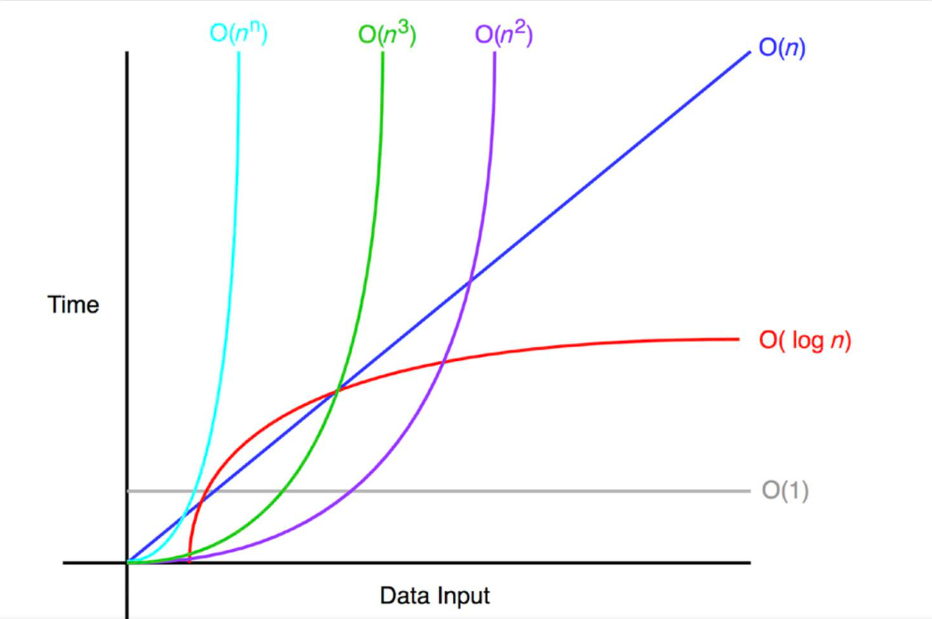 O(nⁿ)
O(n³)
O(n²)
O(n)
Time
O( log n)
O(1)
Data Input